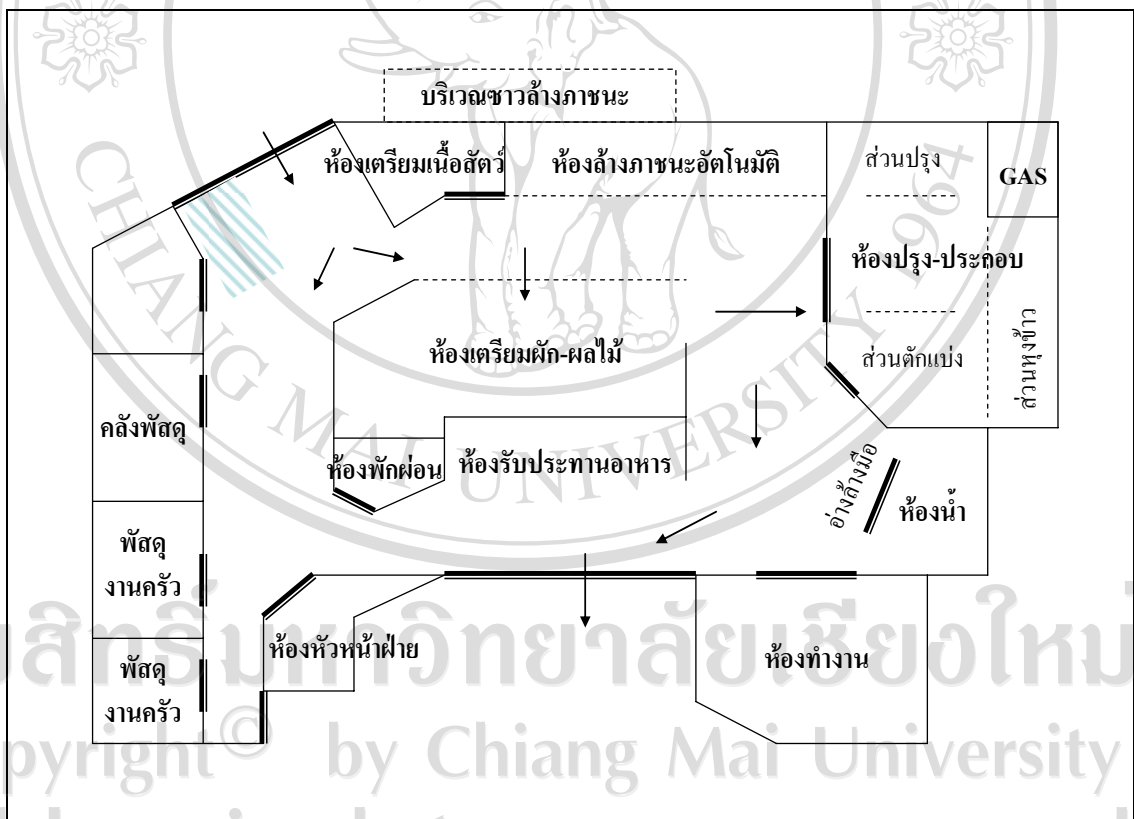 บริเวณซาวล้างภาชนะ
ห้องเตรียมเนื้อสัตว์
ห้องล้างภาชนะอัตโนมัติ
ส่วนปรุง
GAS
CHIANG MAI UNIVERSITY 1964
ห้องปรุง-ประกอบ
ส่วนหุงข้าว
ห้องเตรียมผัก-ผลไม้
ส่วนตักแบ่ง
คลังพัสดุ
ห้องพักผ่อน
ห้องรับประทานอาหาร
อ่างล้างมือ
ห้องน้ำ
พัสดุ
งานครัว
ห้องหัวหน้าฝ่าย
ห้องทำงาน
พัสดุ
งานครัว
มหาวิทยาลัยเชียงใหม่
© by Chiang Mai University